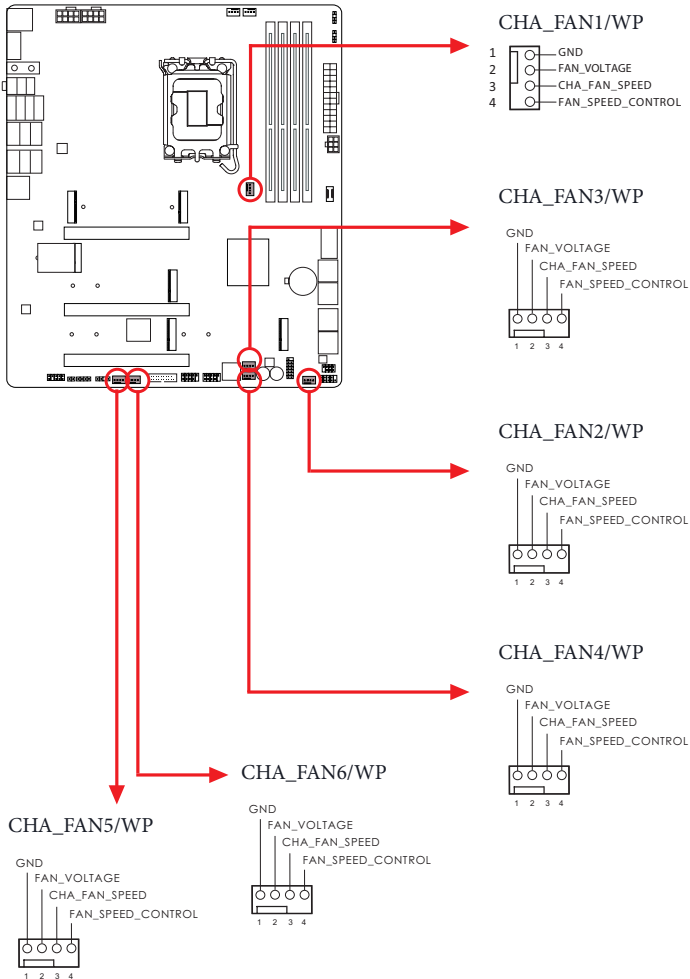 CHA_FAN1/WP
1 GND
2 FAN_VOLTAGE
3 CHA_FAN_SPEED
4 FAN_SPEED_CONTROL
CHA_FAN3/WP
GND
FAN_VOLTAGE
CHA_FAN_SPEED
FAN_SPEED_CONTROL
1 2 3 4
CHA_FAN2/WP
GND
FAN_VOLTAGE
CHA_FAN_SPEED
FAN_SPEED_CONTROL
1 2 3 4
CHA_FAN4/WP
GND
FAN_VOLTAGE
CHA_FAN_SPEED
FAN_SPEED_CONTROL
1 2 3 4
CHA_FAN6/WP
GND
FAN_VOLTAGE
CHA_FAN_SPEED
FAN_SPEED_CONTROL
1 2 3 4
CHA_FAN5/WP
GND
FAN_VOLTAGE
CHA_FAN_SPEED
FAN_SPEED_CONTROL
1 2 3 4